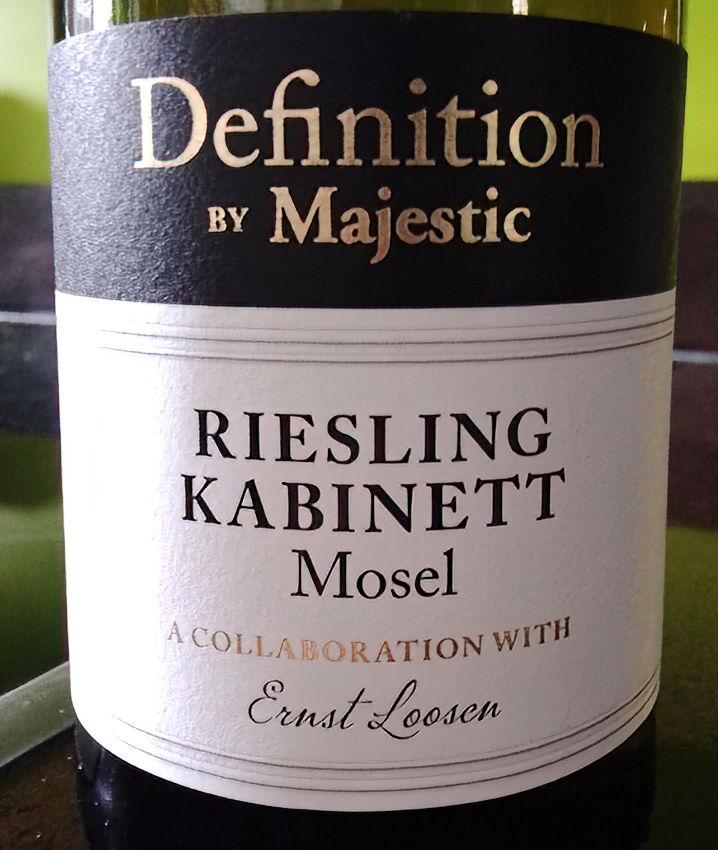 Definition
BY Majestic
RIESLING
KABINETT
Mosel
A COLLABORATION WITH
Ernst Loosen